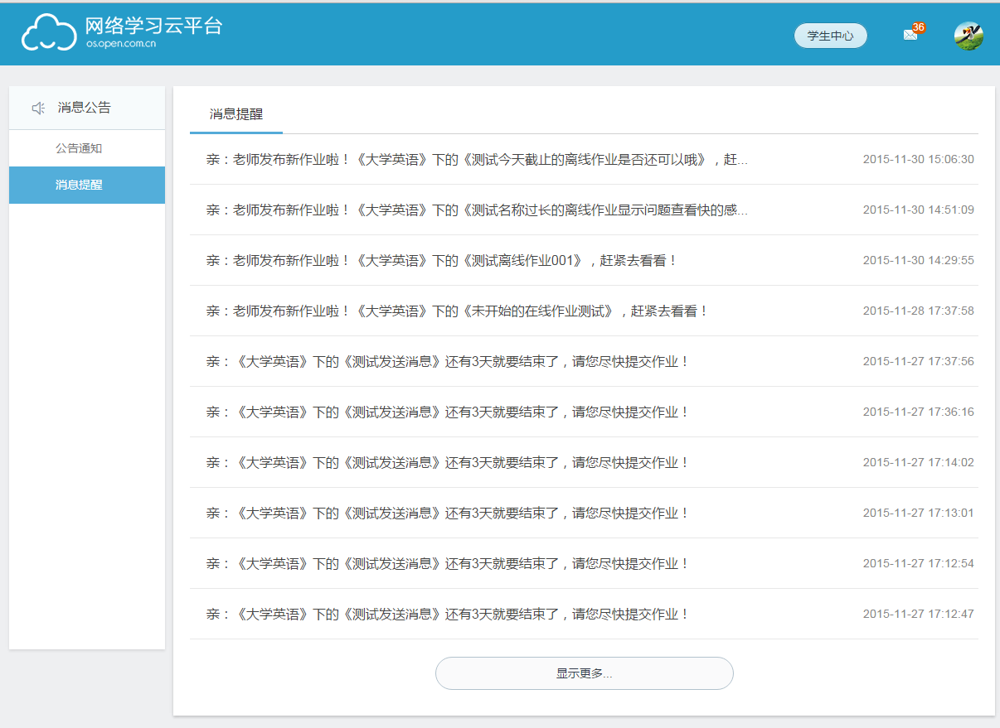 网络学习云平台
os.open.com.cn
学生中心
36
消息公告
公告通知
消息提醒
消息提醒
亲：老师发布新作业啦！《大学英语》下的《测试今天截止的离线作业是否还可以哦》，赶... 2015-11-30 15:06:30
亲：老师发布新作业啦！《大学英语》下的《测试名称过长的离线作业显示问题查看快的感... 2015-11-30 14:51:09
亲：老师发布新作业啦！《大学英语》下的《测试离线作业001》，赶紧去看看！ 2015-11-30 14:29:55
亲：老师发布新作业啦！《大学英语》下的《未开始的在线作业测试》，赶紧去看看！ 2015-11-28 17:37:58
亲：《大学英语》下的《测试发送消息》还有3天就要结束了，请您尽快提交作业！ 2015-11-27 17:37:56
亲：《大学英语》下的《测试发送消息》还有3天就要结束了，请您尽快提交作业！ 2015-11-27 17:36:16
亲：《大学英语》下的《测试发送消息》还有3天就要结束了，请您尽快提交作业！ 2015-11-27 17:14:02
亲：《大学英语》下的《测试发送消息》还有3天就要结束了，请您尽快提交作业！ 2015-11-27 17:13:01
亲：《大学英语》下的《测试发送消息》还有3天就要结束了，请您尽快提交作业！ 2015-11-27 17:12:54
亲：《大学英语》下的《测试发送消息》还有3天就要结束了，请您尽快提交作业！ 2015-11-27 17:12:47
显示更多...